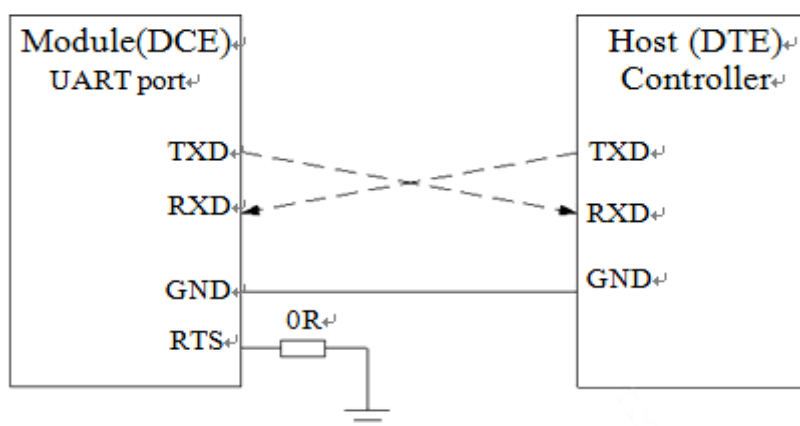 Module(DCE)↵
UART port↵
TXD↵
RXD↵
GND↵
RTS↵
0R↵
Host (DTE)↵
Controller↵
TXD↵
RXD↵
GND↵